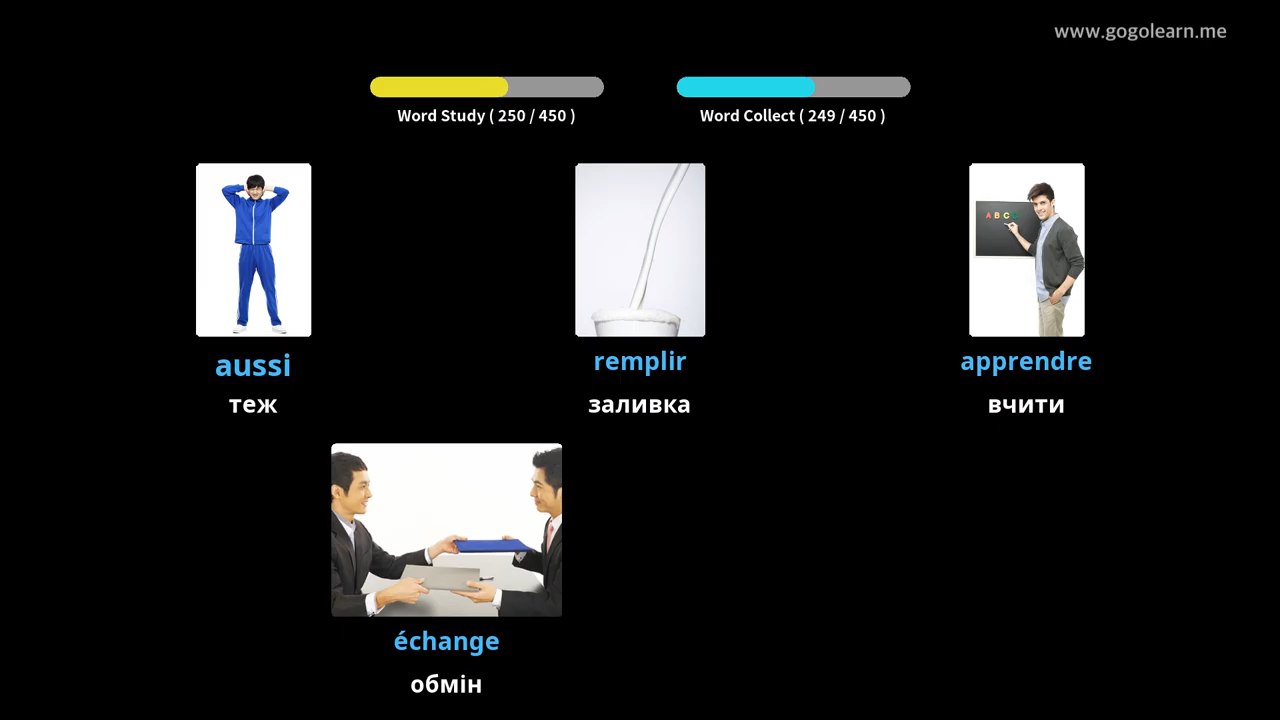 www.gogolearn.me
Word Study ( 250 / 450 )
Word Collect ( 249 / 450 )
aussi
remplir
apprendre
теж
заливка
вчити
échange
обмін